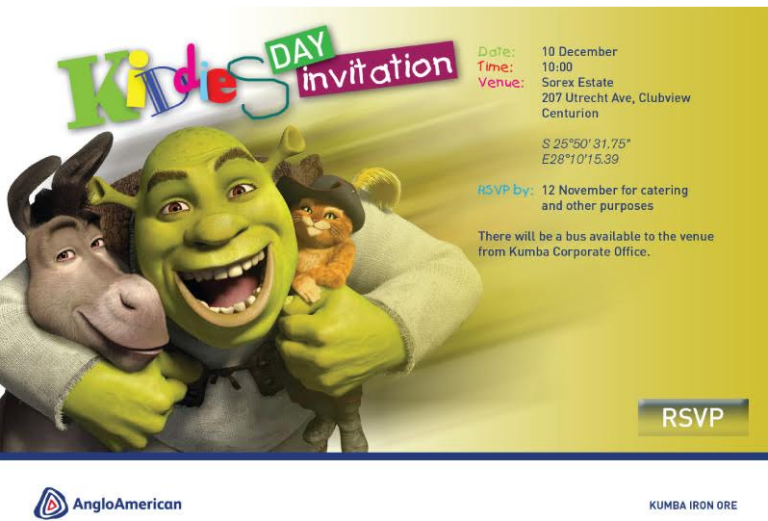 KiDdieS DAY
invitation
Date: 10 December
Time: 10:00
Venue: Sorex Estate
207 Utrecht Ave, Clubview
Centurion
S 25°50' 31.75"
E28°10'15.39
RSVP by: 12 November for catering
and other purposes
There will be a bus available to the venue
from Kumba Corporate Office.
RSVP
AngloAmerican
KUMBA IRON ORE